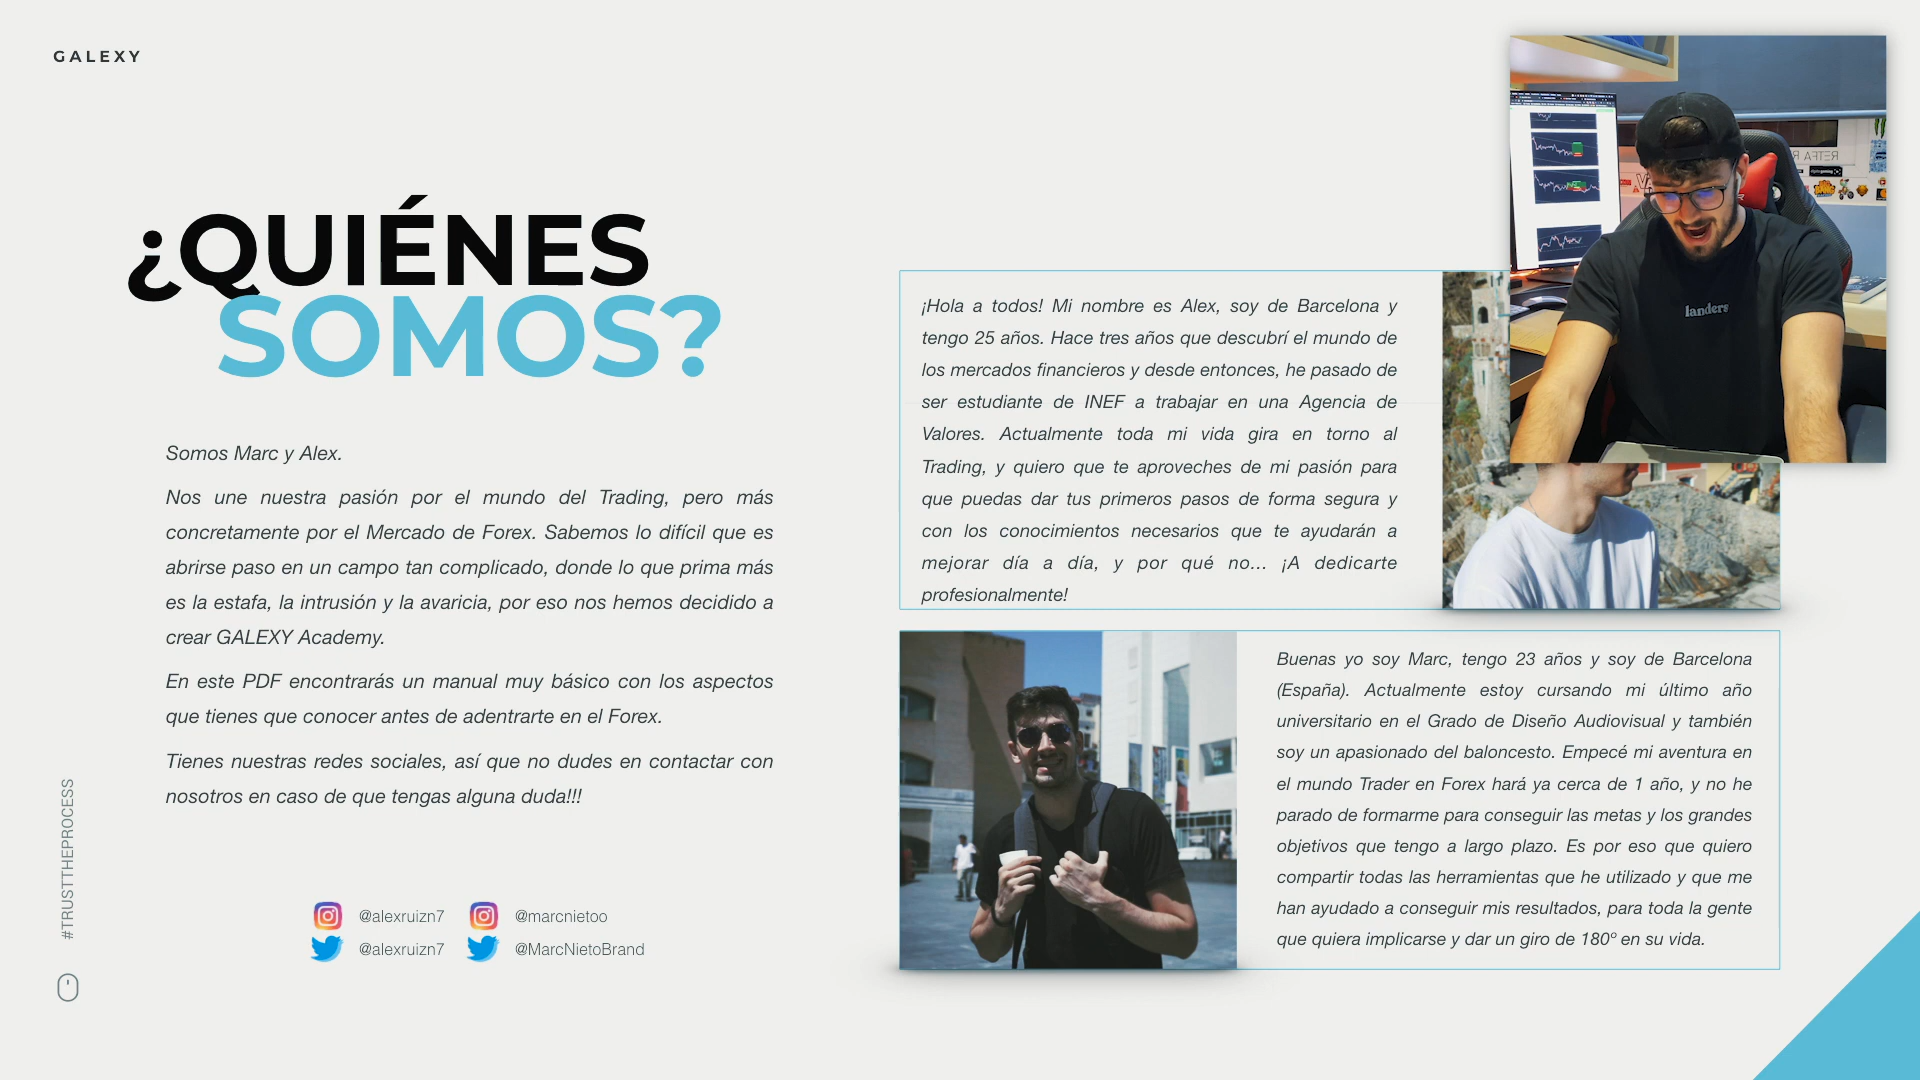 GALEXY
¿QUIÉNES
SOMOS?
Somos Marc y Alex.
Nos une nuestra pasión por el mundo del Trading, pero más
concretamente por el Mercado de Forex. Sabemos lo difícil que es
abrirse paso en un campo tan complicado, donde lo que prima más
es la estafa, la intrusión y la avaricia, por eso nos hemos decidido a
crear GALEXY Academy.
En este PDF encontrarás un manual muy básico con los aspectos
que tienes que conocer antes de adentrarte en el Forex.
Tienes nuestras redes sociales, así que no dudes en contactar con
nosotros en caso de que tengas alguna duda!!!
@alexruizn7 @marcnietoo
@alexruizn7 @MarcNietoBrand
#TRUSTTHEPROCESS
¡Hola a todos! Mi nombre es Alex, soy de Barcelona y
tengo 25 años. Hace tres años que descubrí el mundo de
los mercados financieros y desde entonces, he pasado de
ser estudiante de INEF a trabajar en una Agencia de
Valores. Actualmente toda mi vida gira en torno al
Trading, y quiero que te aproveches de mi pasión para
que puedas dar tus primeros pasos de forma segura y
con los conocimientos necesarios que te ayudarán a
mejorar día a día, y por qué no... ¡A dedicarte
profesionalmente!
landers
Buenas yo soy Marc, tengo 23 años y soy de Barcelona
(España). Actualmente estoy cursando mi último año
universitario en el Grado de Diseño Audiovisual y también
soy un apasionado del baloncesto. Empecé mi aventura en
el mundo Trader en Forex hará ya cerca de 1 año, y no he
parado de formarme para conseguir las metas y los grandes
objetivos que tengo a largo plazo. Es por eso que quiero
compartir todas las herramientas que he utilizado y que me
han ayudado a conseguir mis resultados, para toda la gente
que quiera implicarse y dar un giro de 180º en su vida.